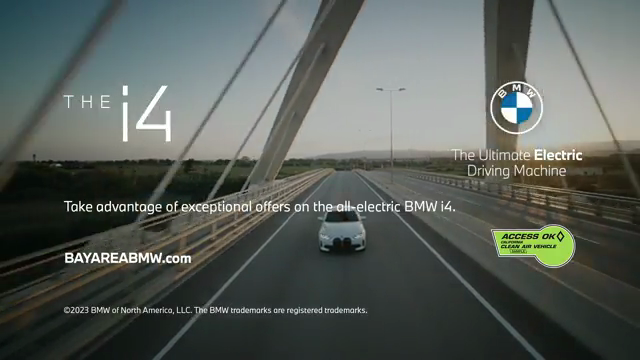 THE i4
BMW
The Ultimate Electric
Driving Machine
Take advantage of exceptional offers on the all-electric BMW i4.
ACCESS OK
CALIFORNIA
CLEAN AIR VEHICLE
SAMPLE
BAYAREABMW.com
©2023 BMW of North America, LLC. The BMW trademarks are registered trademarks.